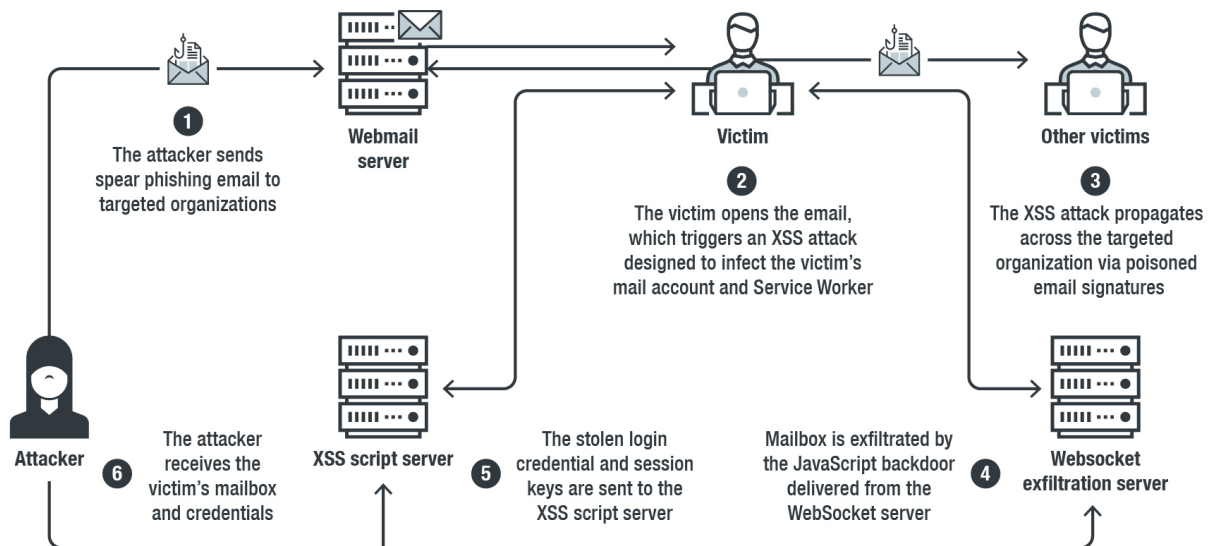 1
The attacker sends
spear phishing email to
targeted organizations
Webmail
server
Victim
2
The victim opens the email,
which triggers an XSS attack
designed to infect the victim's
mail account and Service Worker
Other victims
3
The XSS attack propagates
across the targeted
organization via poisoned
email signatures
Attacker
6
The attacker
receives the
victim's mailbox
and credentials
XSS script server
5
The stolen login
credential and session
keys are sent to the
XSS script server
Mailbox is exfiltrated by
the JavaScript backdoor
delivered from the
WebSocket server
4
Websocket
exfiltration server